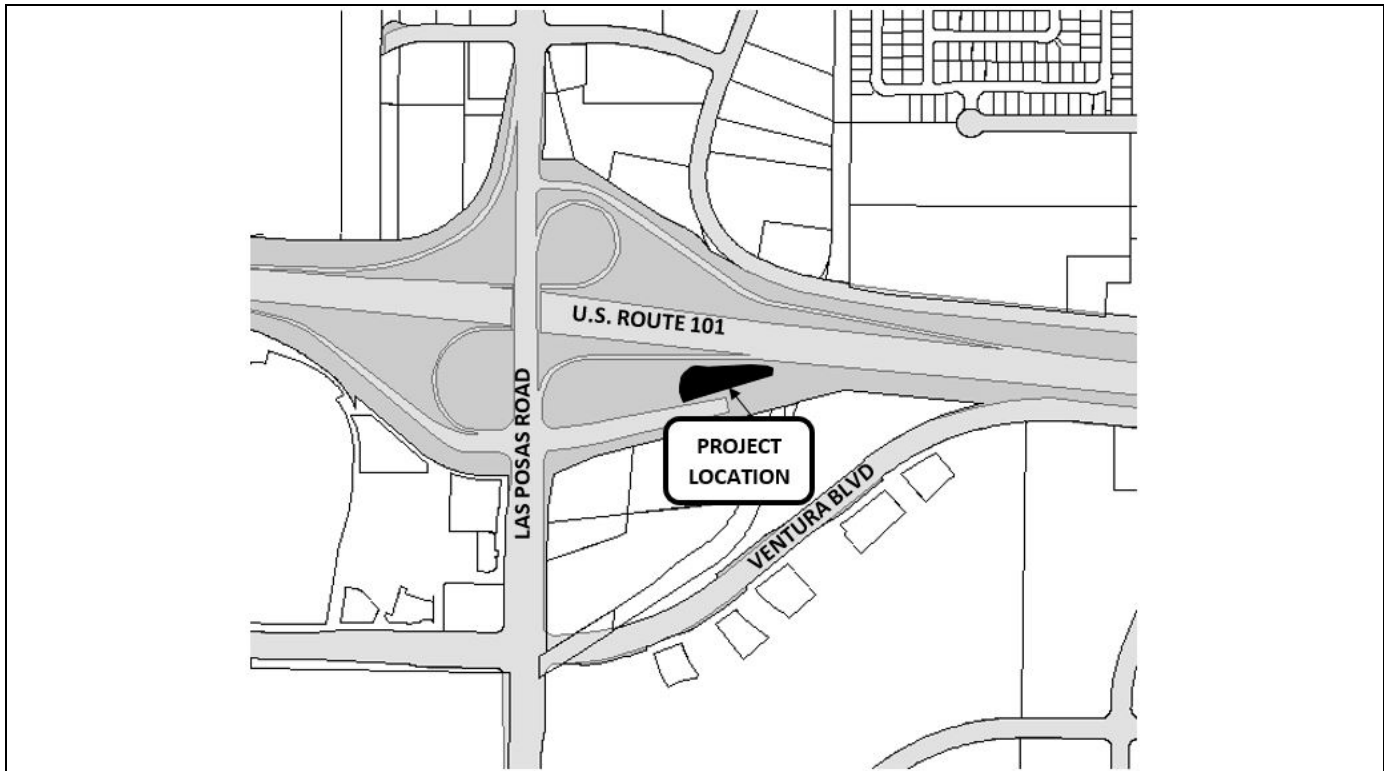 U.S. ROUTE 101
LAS POSAS ROAD
PROJECT
LOCATION
VENTURA BLVD